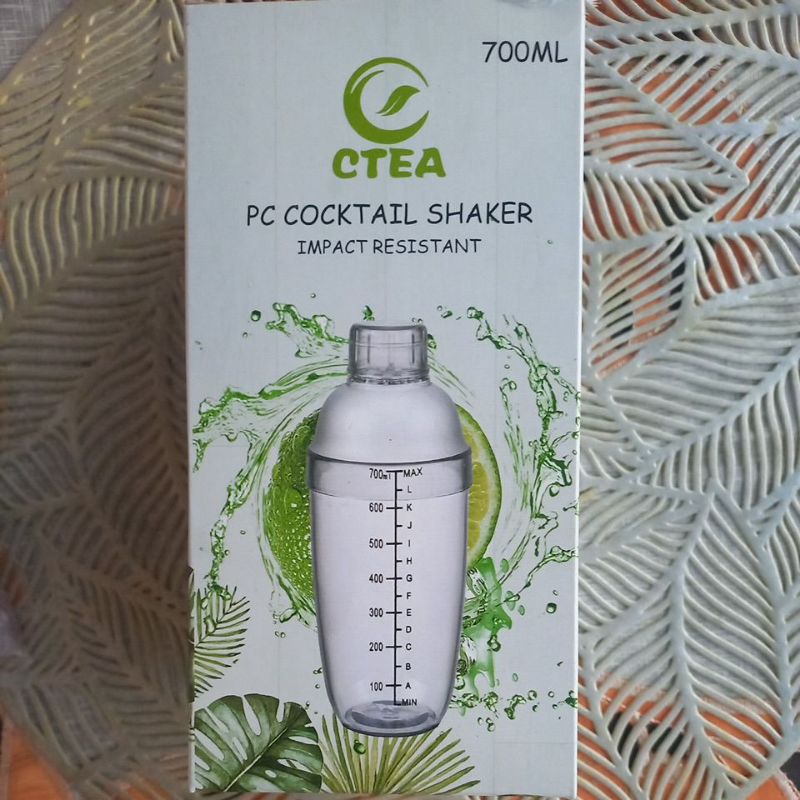 700ML
CTEA
PC COCKTAIL SHAKER
IMPACT RESISTANT
700ml MAX
L
600 K
J
500 I
H
400 G
F
300 E
D
200 C
B
100 A
MIN